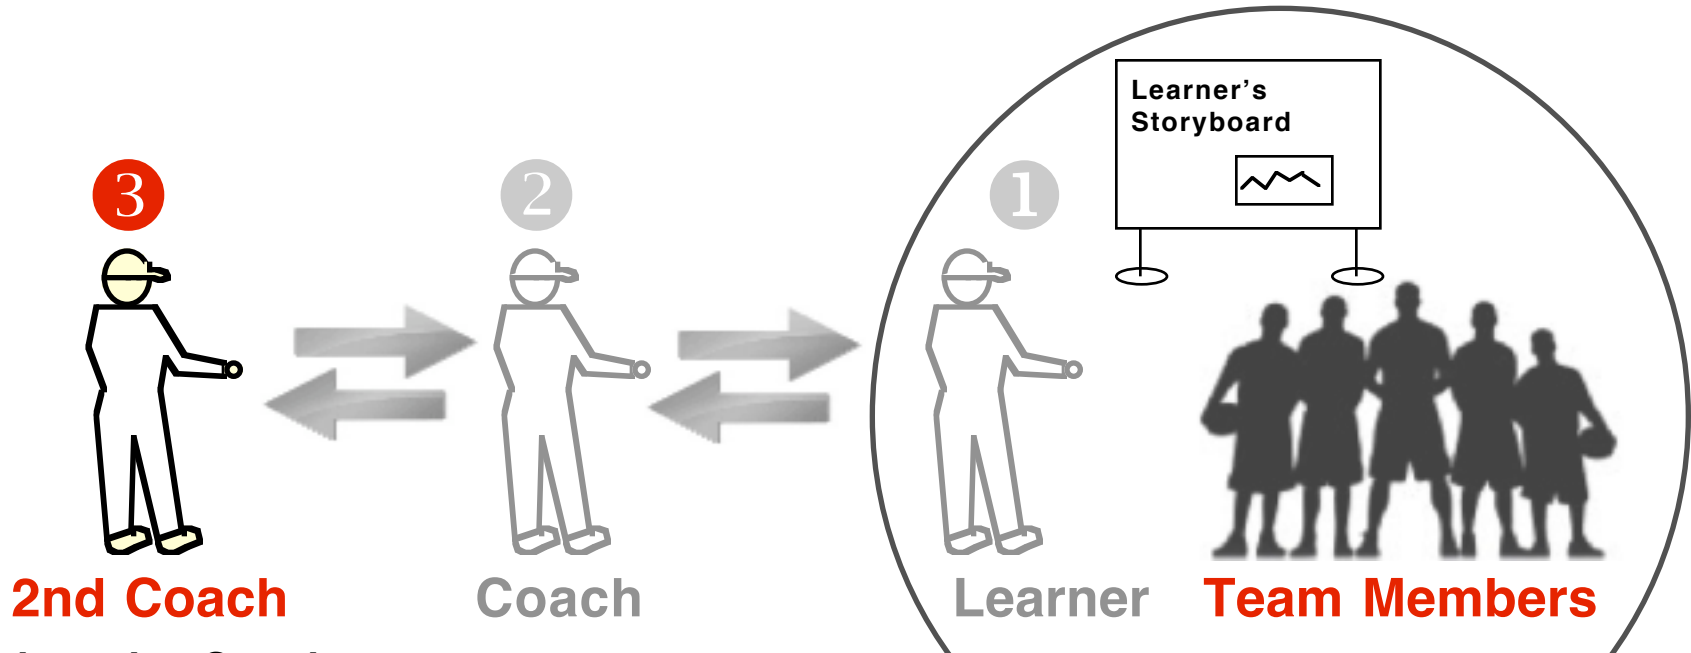 Learner's
Storyboard
3
2
1
2nd Coach
Coach
Learner
Team Members